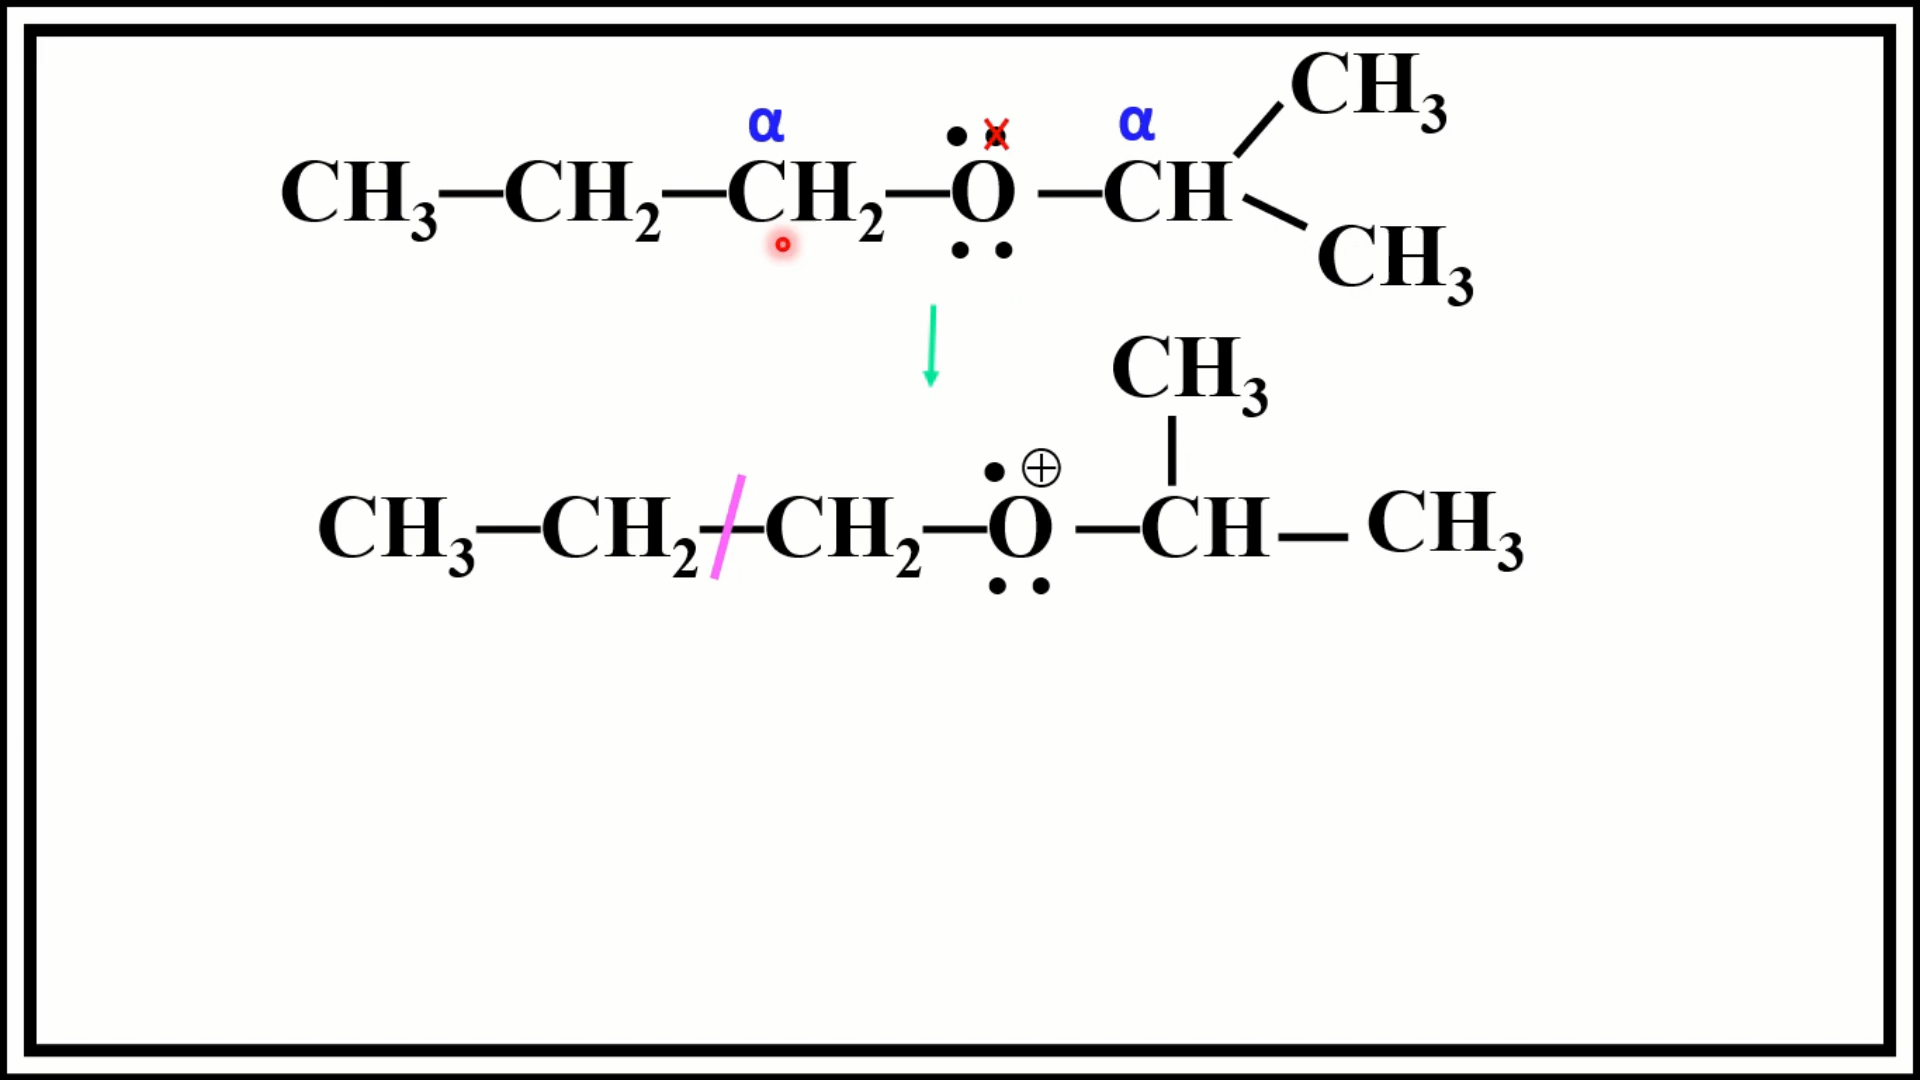 α α CH₃
CH₃—CH₂—CH₂—O—CH
CH₃
CH₃
⊕
CH₃—CH₂—CH₂—O—CH—CH₃